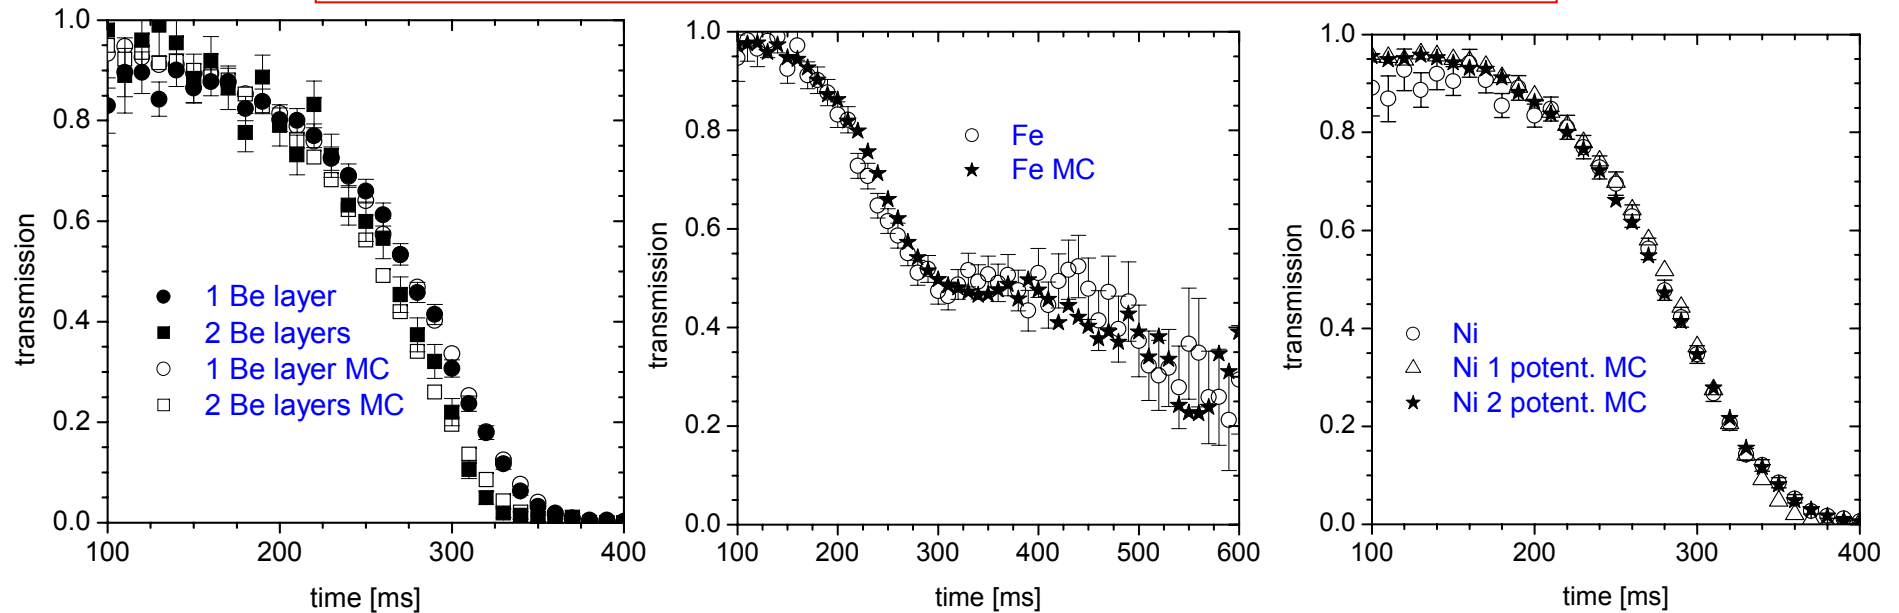 1.0
0.8
0.6
0.4
0.2
0.0
transmission
1 Be layer
2 Be layers
1 Be layer MC
2 Be layers MC
100
200
300
400
time [ms]
1.0
0.8
0.6
0.4
0.2
0.0
transmission
Fe
Fe MC
100
200
300
400
500
600
time [ms]
1.0
0.8
0.6
0.4
0.2
0.0
transmission
Ni
Ni 1 potent. MC
Ni 2 potent. MC
100
200
300
400
time [ms]